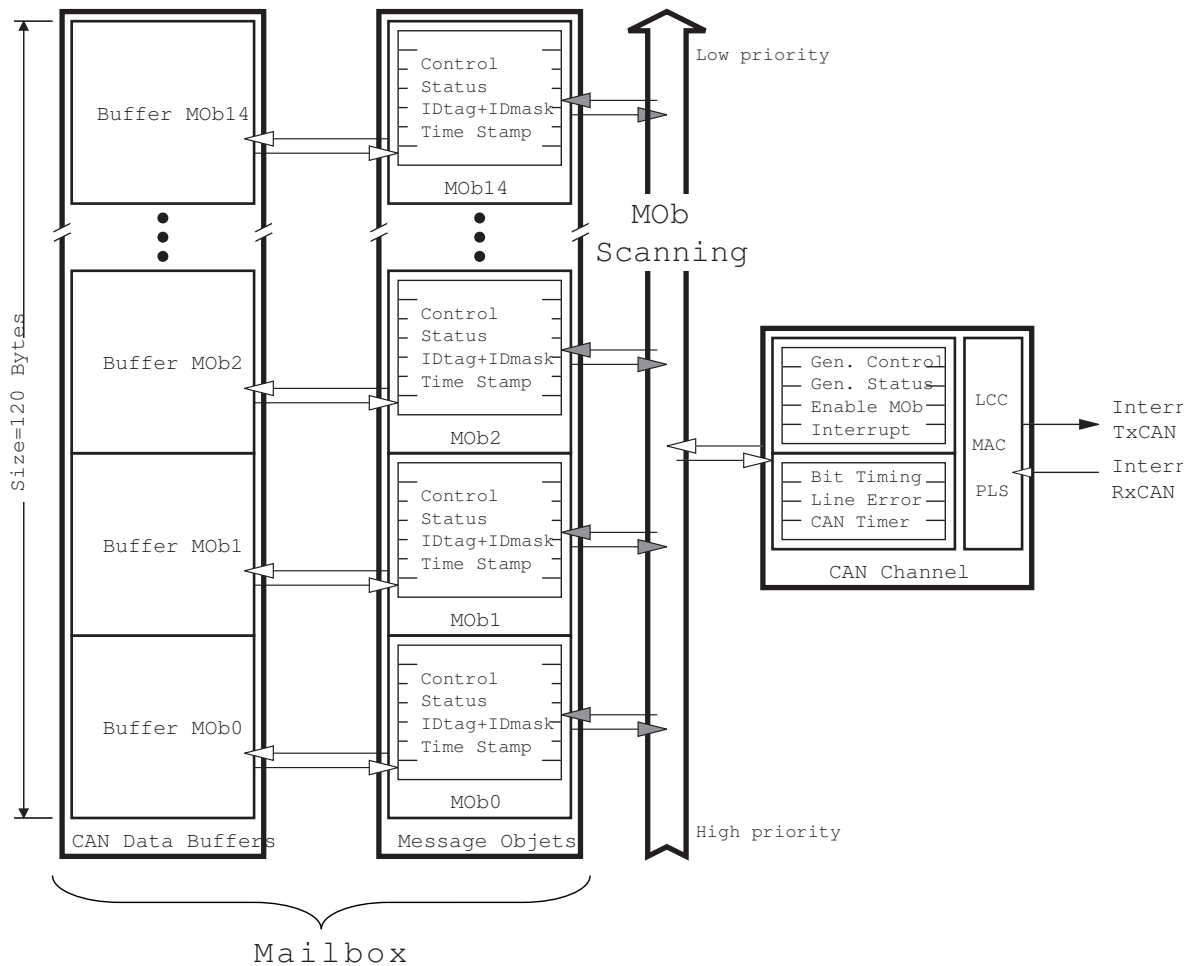 Size=120 Bytes
Buffer MOb14
Buffer MOb2
Buffer MOb1
Buffer MOb0
CAN Data Buffers
Control
Status
IDtag+IDmask
Time Stamp
MOb14
Control
Status
IDtag+IDmask
Time Stamp
MOb2
Control
Status
IDtag+IDmask
Time Stamp
MOb1
Control
Status
IDtag+IDmask
Time Stamp
MOb0
Message Objets
Mailbox
Low priority
MOb
Scanning
High priority
Gen. Control
Gen. Status
Enable MOb
Interrupt
Bit Timing
Line Error
CAN Timer
LCC
MAC
PLS
CAN Channel
Intern
TxCAN
Intern
RxCAN